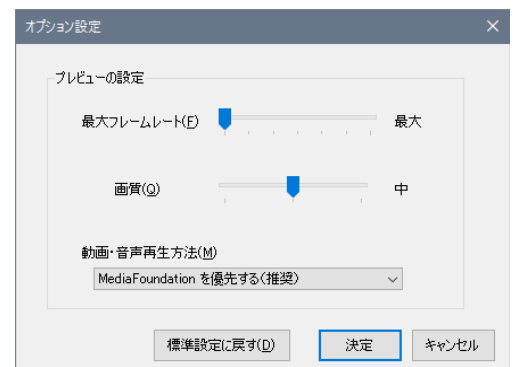 オプション設定
プレビューの設定
最大フレームレート(F) 最大
画質(Q) 中
動画・音声再生方法(M)
MediaFoundation を優先する(推奨)
標準設定に戻す(D) 決定 キャンセル